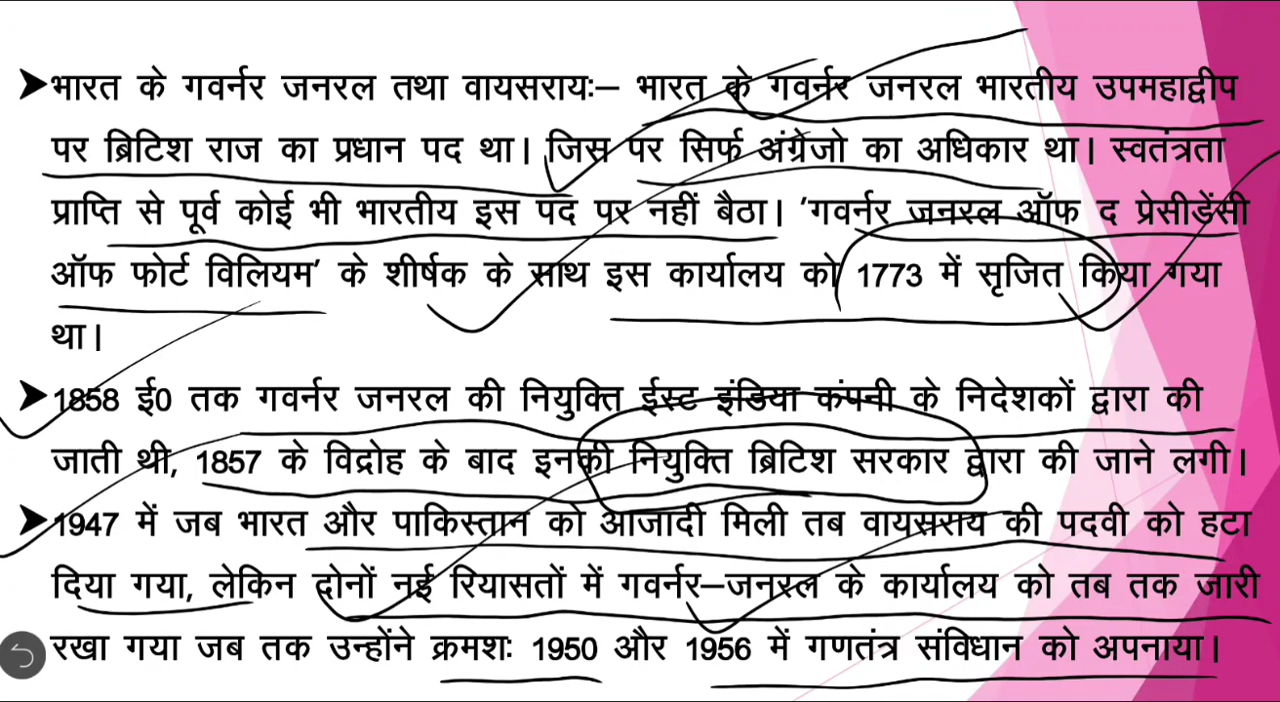 ➤भारत के गवर्नर जनरल तथा वायसरायः– भारत के गवर्नर जनरल भारतीय उपमहाद्वीप
पर ब्रिटिश राज का प्रधान पद था। जिस पर सिर्फ अंग्रेजो का अधिकार था। स्वतंत्रता
प्राप्ति से पूर्व कोई भी भारतीय इस पद पर नहीं बैठा। 'गवर्नर जनरल ऑफ द प्रेसीडेंसी
ऑफ फोर्ट विलियम' के शीर्षक के साथ इस कार्यालय को 1773 में सृजित किया गया
था।
➤1858 ई0 तक गवर्नर जनरल की नियुक्ति ईस्ट इंडिया कंपनी के निदेशकों द्वारा की
जाती थी, 1857 के विद्रोह के बाद इनकी नियुक्ति ब्रिटिश सरकार द्वारा की जाने लगी।
➤1947 में जब भारत और पाकिस्तान को आजादी मिली तब वायसराय की पदवी को हटा
दिया गया, लेकिन दोनों नई रियासतों में गवर्नर–जनरल के कार्यालय को तब तक जारी
रखा गया जब तक उन्होंने क्रमशः 1950 और 1956 में गणतंत्र संविधान को अपनाया।